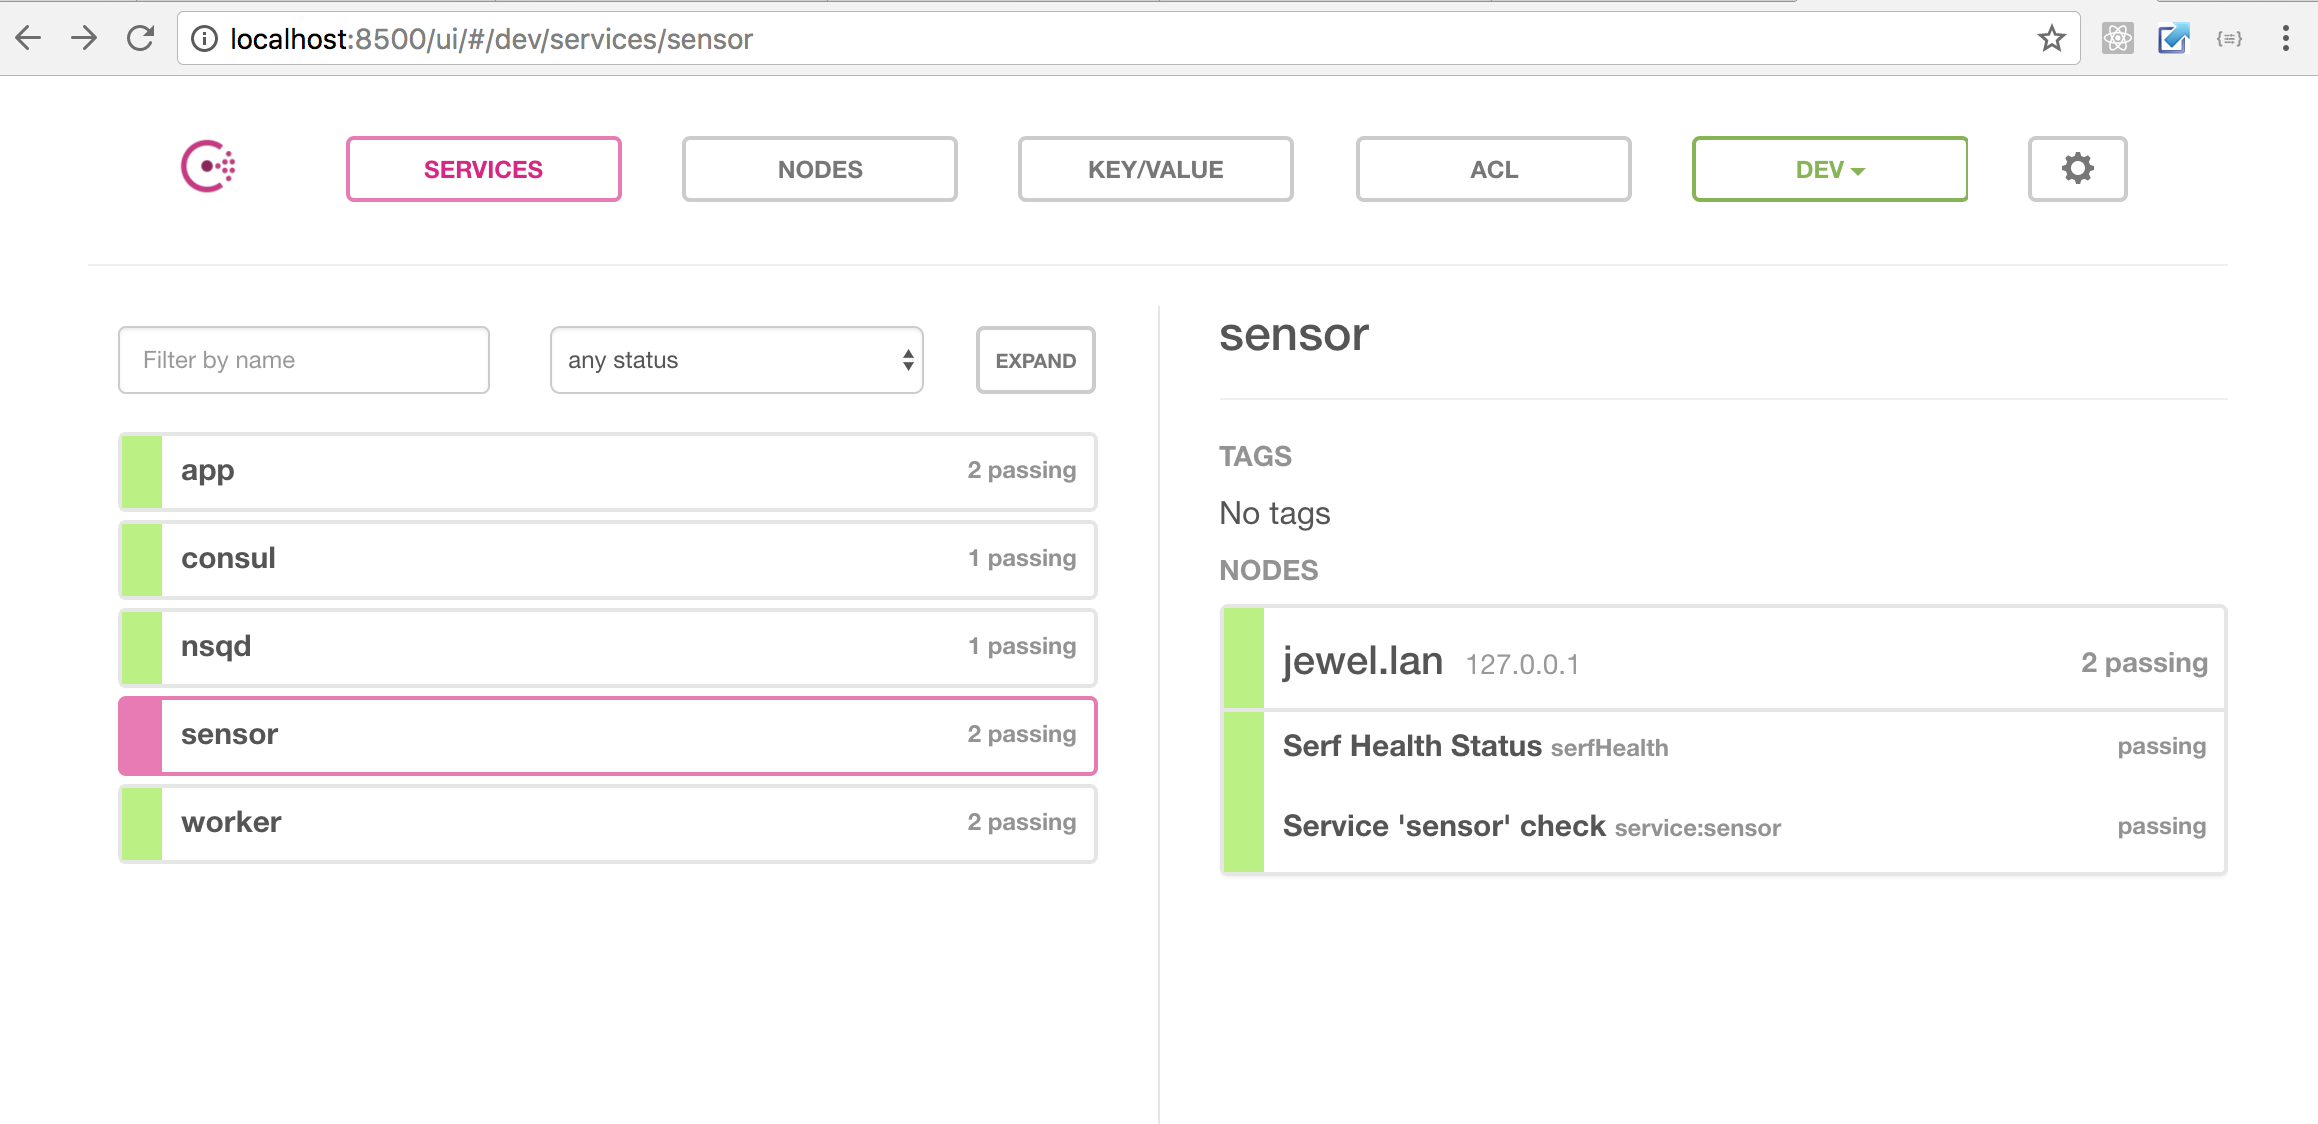 localhost:8500/ui/#/dev/services/sensor
SERVICES NODES KEY/VALUE ACL DEV
Filter by name any status EXPAND
app 2 passing
consul 1 passing
nsqd 1 passing
sensor 2 passing
worker 2 passing
sensor
TAGS
No tags
NODES
jewel.lan 127.0.0.1 2 passing
Serf Health Status serfHealth passing
Service 'sensor' check service:sensor passing